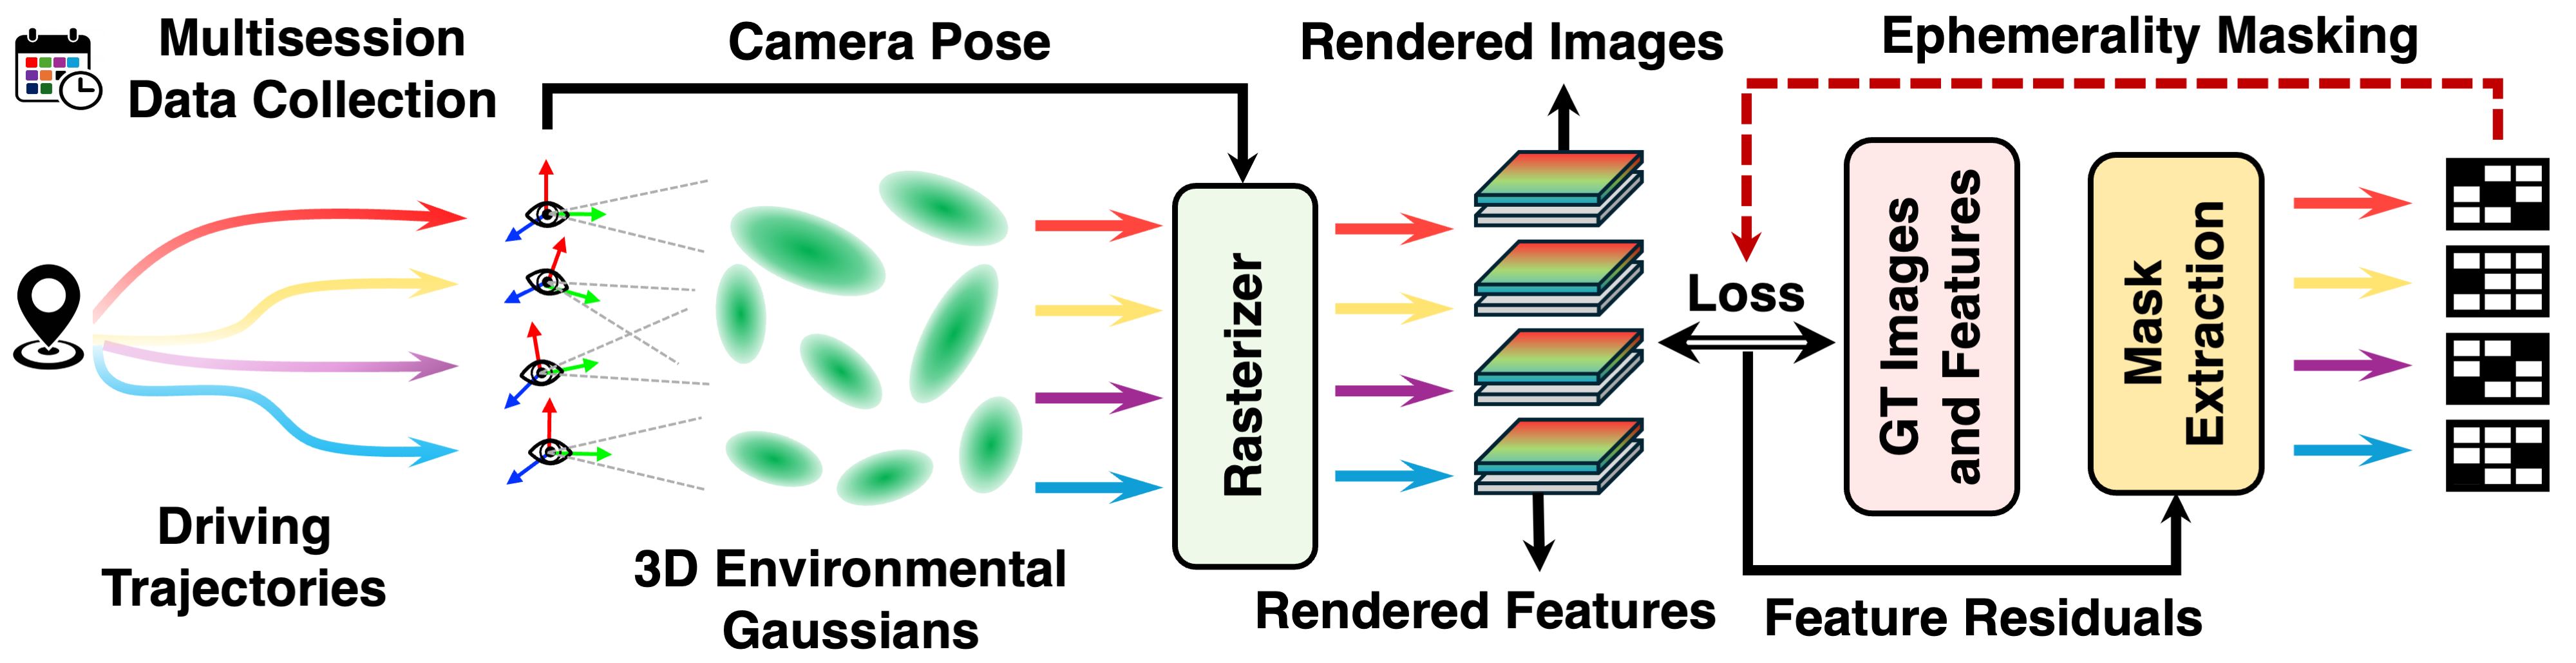 Multisession
Data Collection
Camera Pose
Rendered Images
Ephemerality Masking
Driving
Trajectories
3D Environmental
Gaussians
Rasterizer
Rendered Features
Loss
GT Images
and Features
Mask
Extraction
Feature Residuals